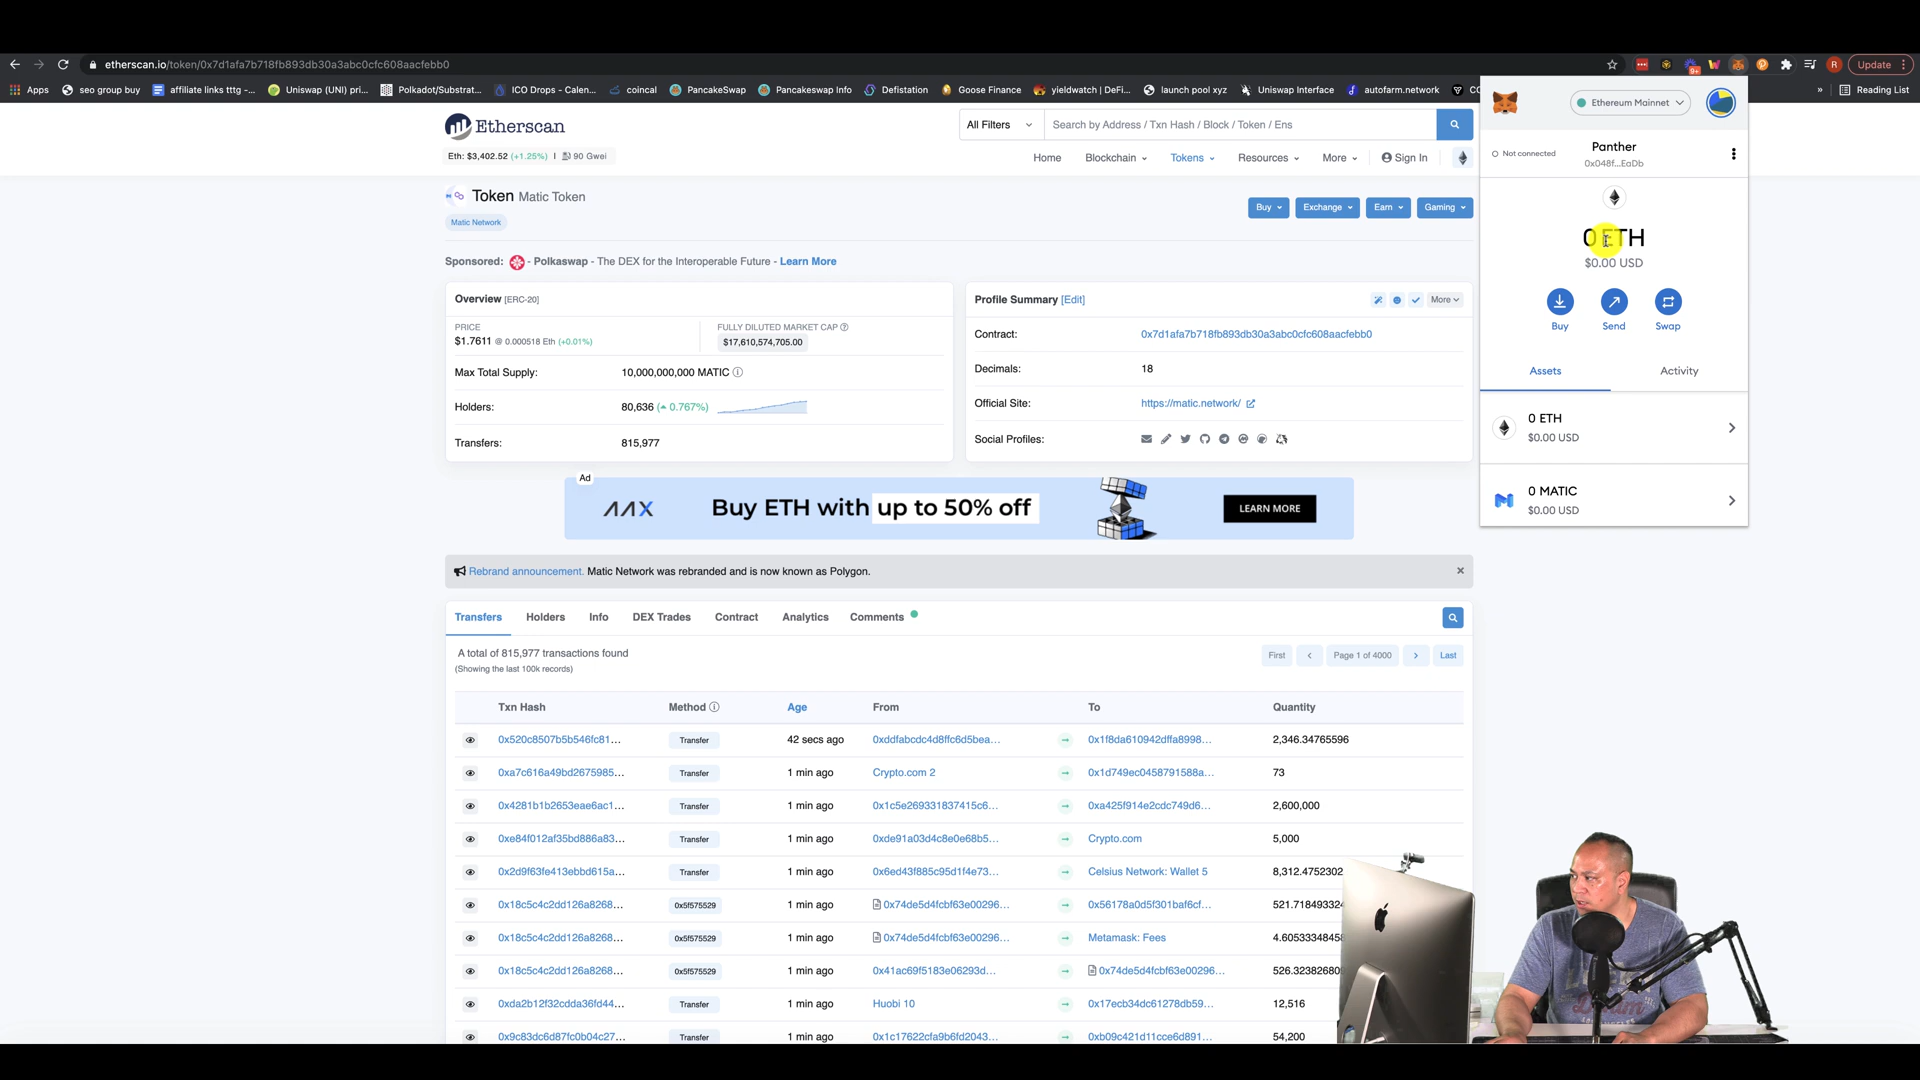 etherscan.io/token/0x7d1afa7b718fb893db30a3abc0cfc608aacfebb0
9+
R
Update
Apps
seo group buy
affiliate links tttg -...
Uniswap (UNI) pri...
Polkadot/Substrat...
ICO Drops - Calen...
coincal
PancakeSwap
Pancakeswap Info
Defistation
Goose Finance
yieldwatch | DeFi...
launch pool xyz
Uniswap Interface
autofarm.network
»
Reading List
Etherscan
All Filters
Search by Address / Txn Hash / Block / Token / Ens
Eth: $3,402.52 (+1.25%) | 90 Gwei
Home
Blockchain
Tokens
Resources
More
Sign In
Token Matic Token
Matic Network
Buy
Exchange
Earn
Gaming
Sponsored: - Polkaswap - The DEX for the Interoperable Future - Learn More
Overview [ERC-20]
PRICE
$1.7611 @ 0.000518 Eth (+0.01%)
FULLY DILUTED MARKET CAP
$17,610,574,705.00
Max Total Supply: 10,000,000,000 MATIC
Holders: 80,636 (0.767%)
Transfers: 815,977
Profile Summary [Edit]
More
Contract: 0x7d1afa7b718fb893db30a3abc0cfc608aacfebb0
Decimals: 18
Official Site: https://matic.network/
Social Profiles:
Ad
AAX
Buy ETH with up to 50% off
LEARN MORE
Rebrand announcement. Matic Network was rebranded and is now known as Polygon.
Transfers
Holders
Info
DEX Trades
Contract
Analytics
Comments
A total of 815,977 transactions found
(Showing the last 100k records)
First
Page 1 of 4000
Last
Txn Hash Method Age From To Quantity
0x520c8507b5b546fc81... Transfer 42 secs ago 0xddfabcdc4d8ffc6d5bea... 0x1f8da610942dffa8998... 2,346.34765596
0xa7c616a49bd2675985... Transfer 1 min ago Crypto.com 2 0x1d749ec0458791588a... 73
0x4281b1b2653eae6ac1... Transfer 1 min ago 0x1c5e269331837415c6... 0xa425f914e2cdc749d6... 2,600,000
0xe84f012af35bd886a83... Transfer 1 min ago 0xde91a03d4c8e0e68b5... Crypto.com 5,000
0x2d9f63fe413ebbd615a... Transfer 1 min ago 0x6ed43f885c95d1f4e73... Celsius Network: Wallet 5 8,312.4752302
0x18c5c4c2dd126a8268... 0x5f575529 1 min ago 0x74de5d4fcbf63e00296... 0x56178a0d5f301baf6cf... 521.718493324
0x18c5c4c2dd126a8268... 0x5f575529 1 min ago 0x74de5d4fcbf63e00296... Metamask: Fees 4.60533348458
0x18c5c4c2dd126a8268... 0x5f575529 1 min ago 0x41ac69f5183e06293d... 0x74de5d4fcbf63e00296... 526.32382680
0xda2b12f32cdda36fd44... Transfer 1 min ago Huobi 10 0x17ecb34dc61278db59... 12,516
0x9c83dc6d87fc0b04c27... Transfer 1 min ago 0x1c17622cfa9b6fd2043... 0xb09c421d11cce6d891... 54,200
Ethereum Mainnet
Not connected
Panther
0x048f...EaDb
0 ETH
$0.00 USD
Buy
Send
Swap
Assets
Activity
0 ETH
$0.00 USD
0 MATIC
$0.00 USD